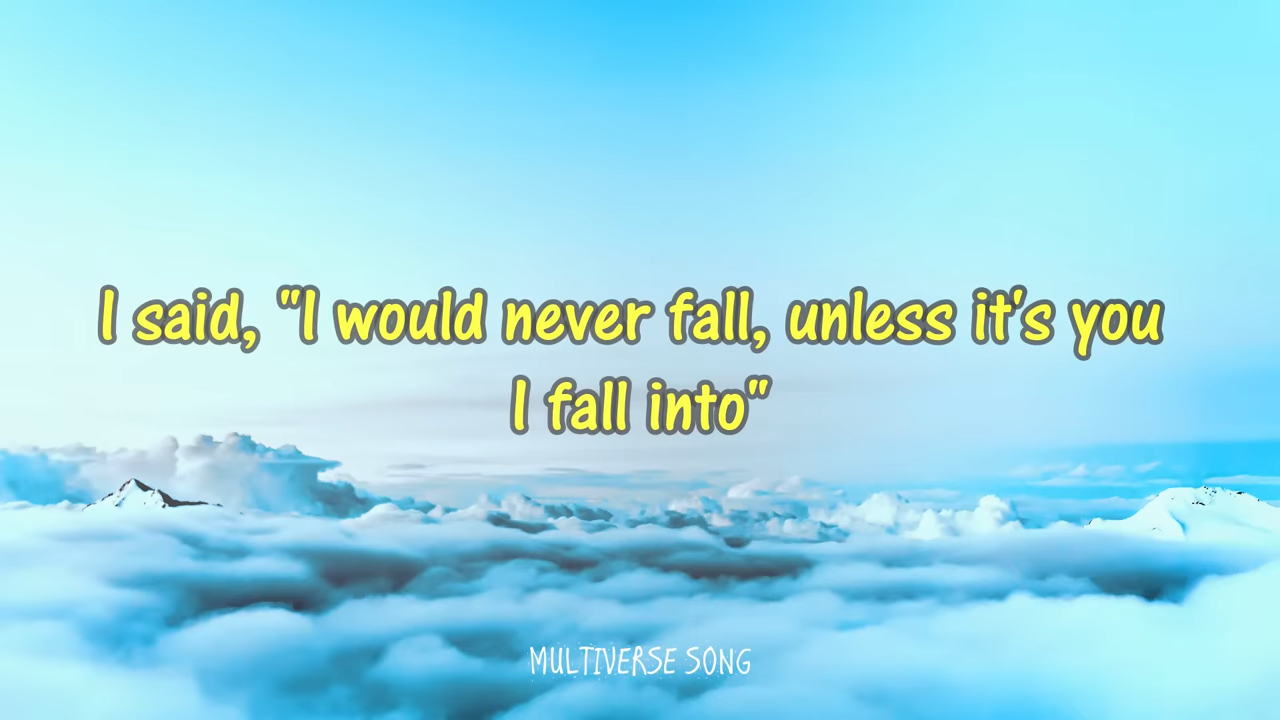 I said, "I would never fall, unless it's you
I fall into"
MULTIVERSE SONG